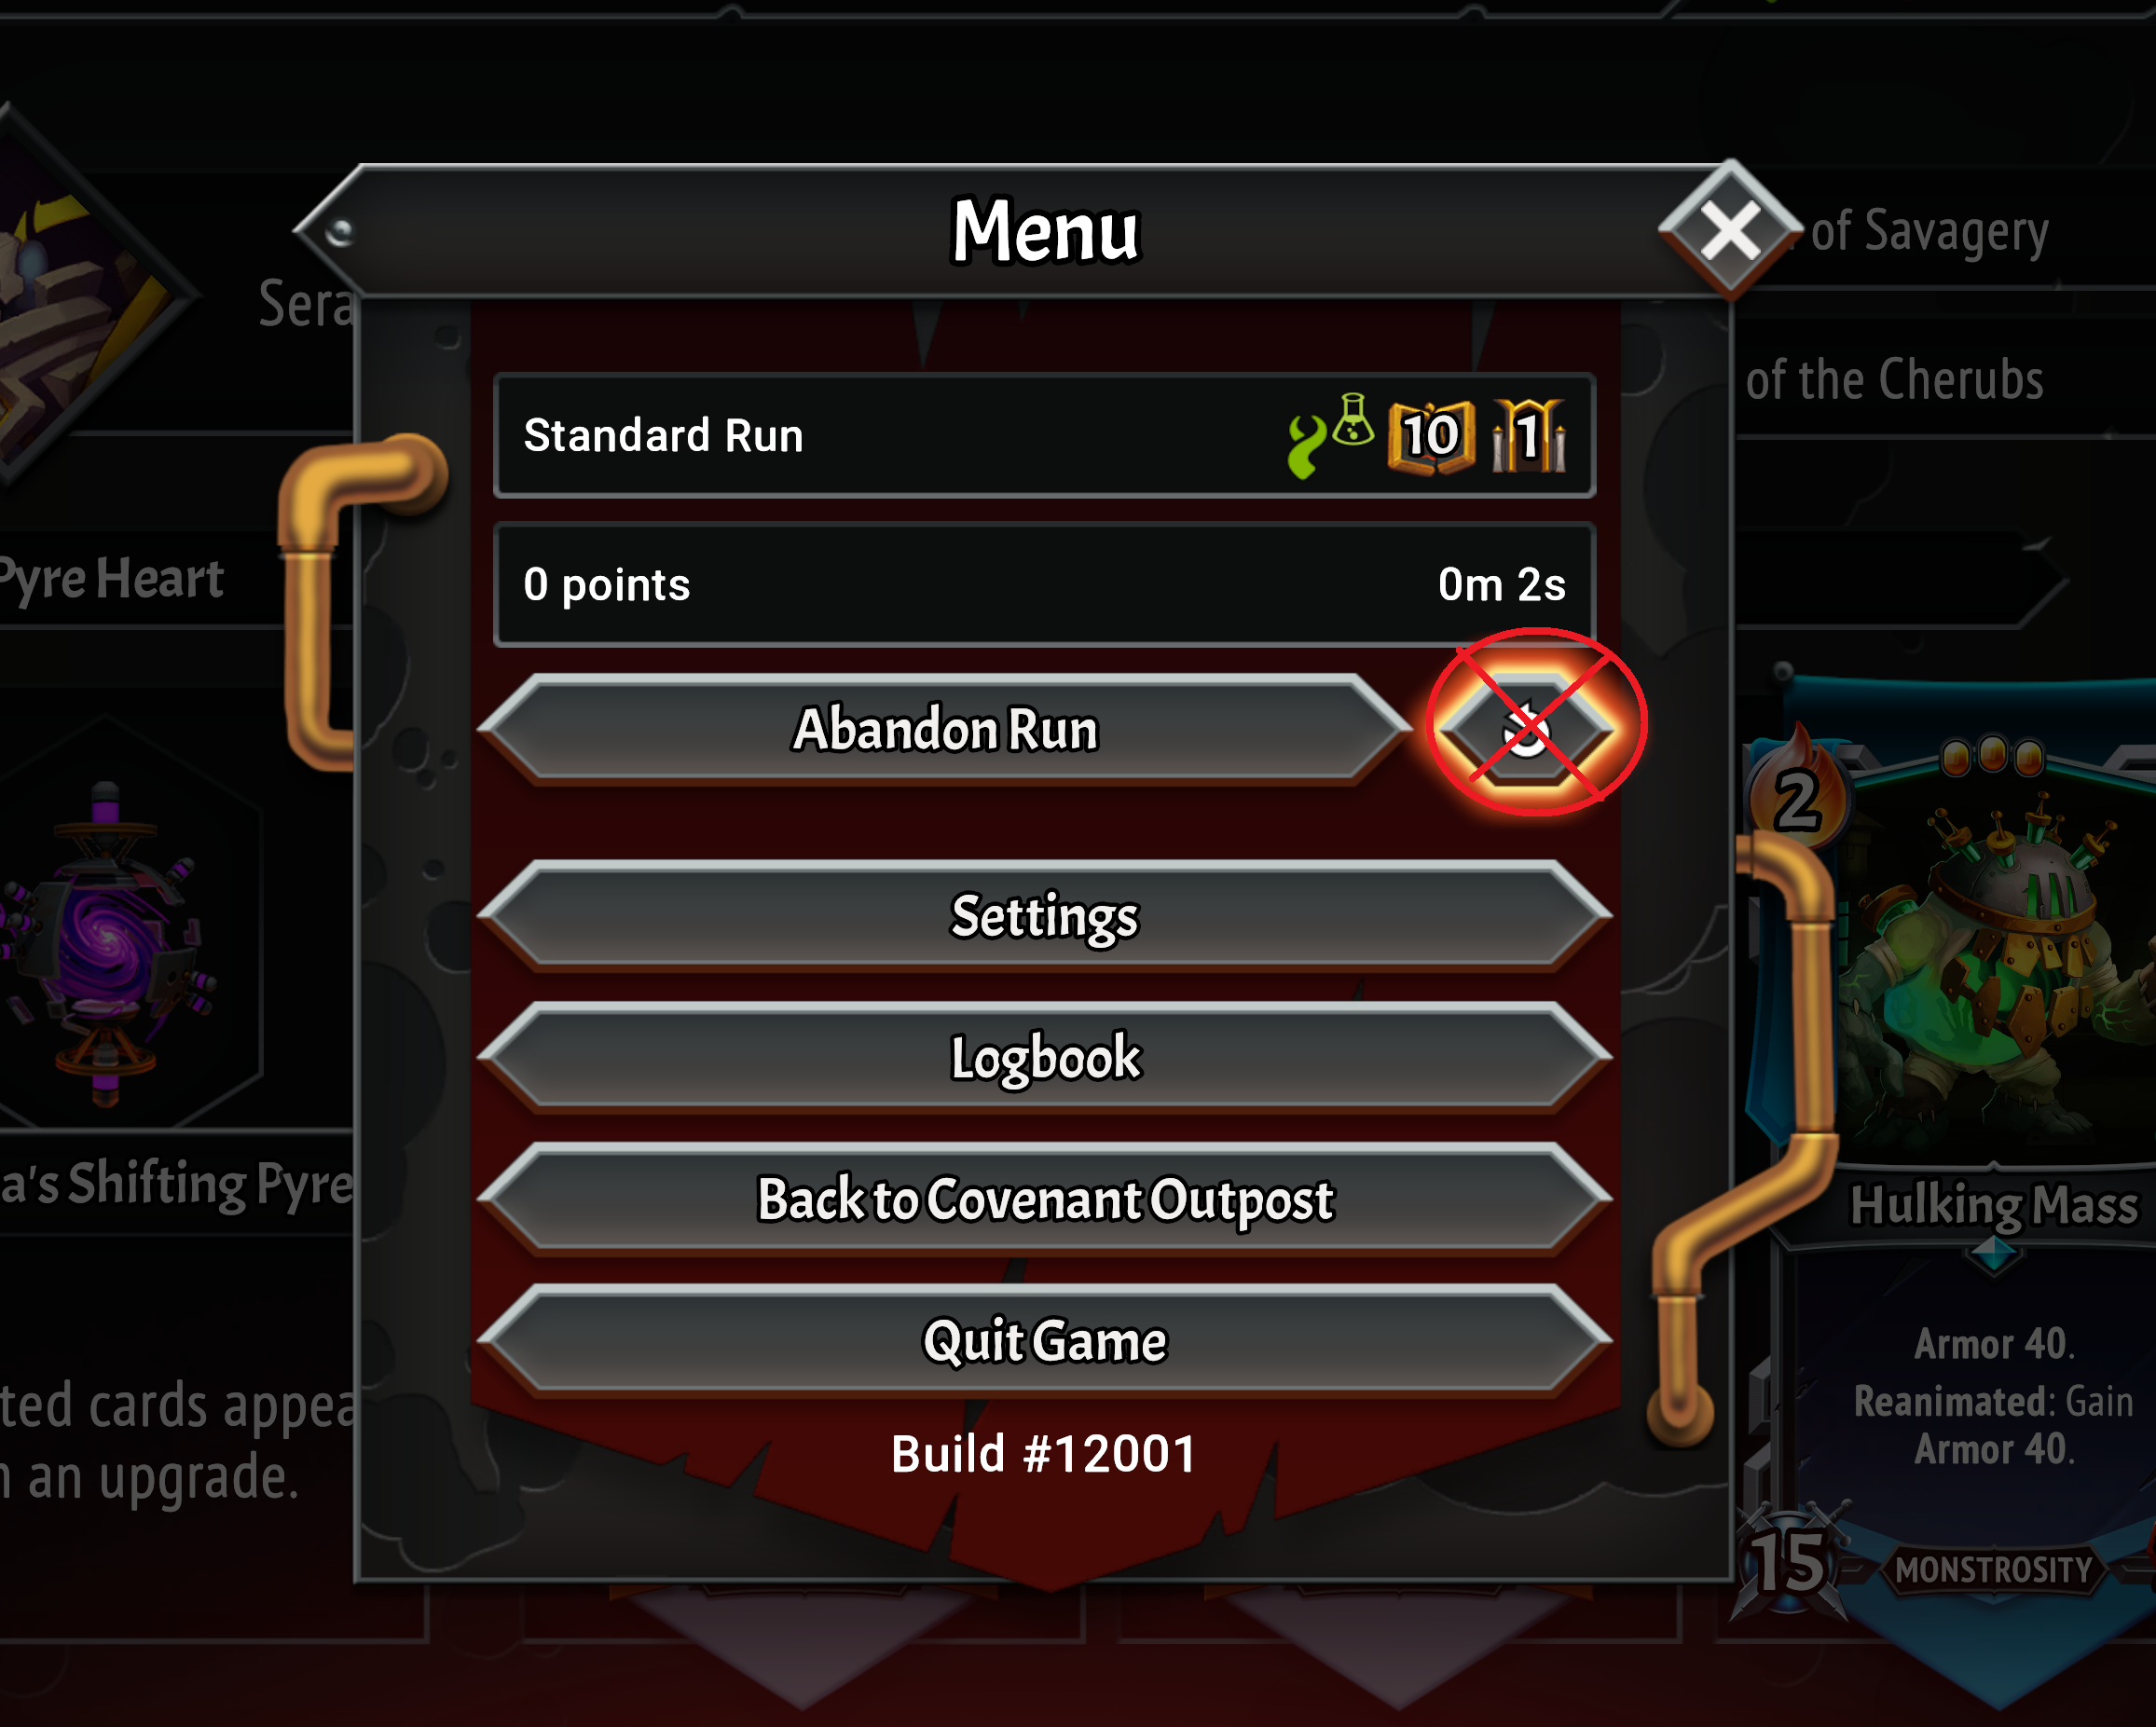 Menu
of Savagery
Sera
of the Cherubs
Standard Run
10
1
Pyre Heart
0 points
0m 2s
Abandon Run
2
Settings
Logbook
a's Shifting Pyre
Back to Covenant Outpost
Hulking Mass
Quit Game
Armor 40.
Reanimated: Gain
Armor 40.
ted cards appea
an upgrade.
Build #12001
15
MONSTROSITY